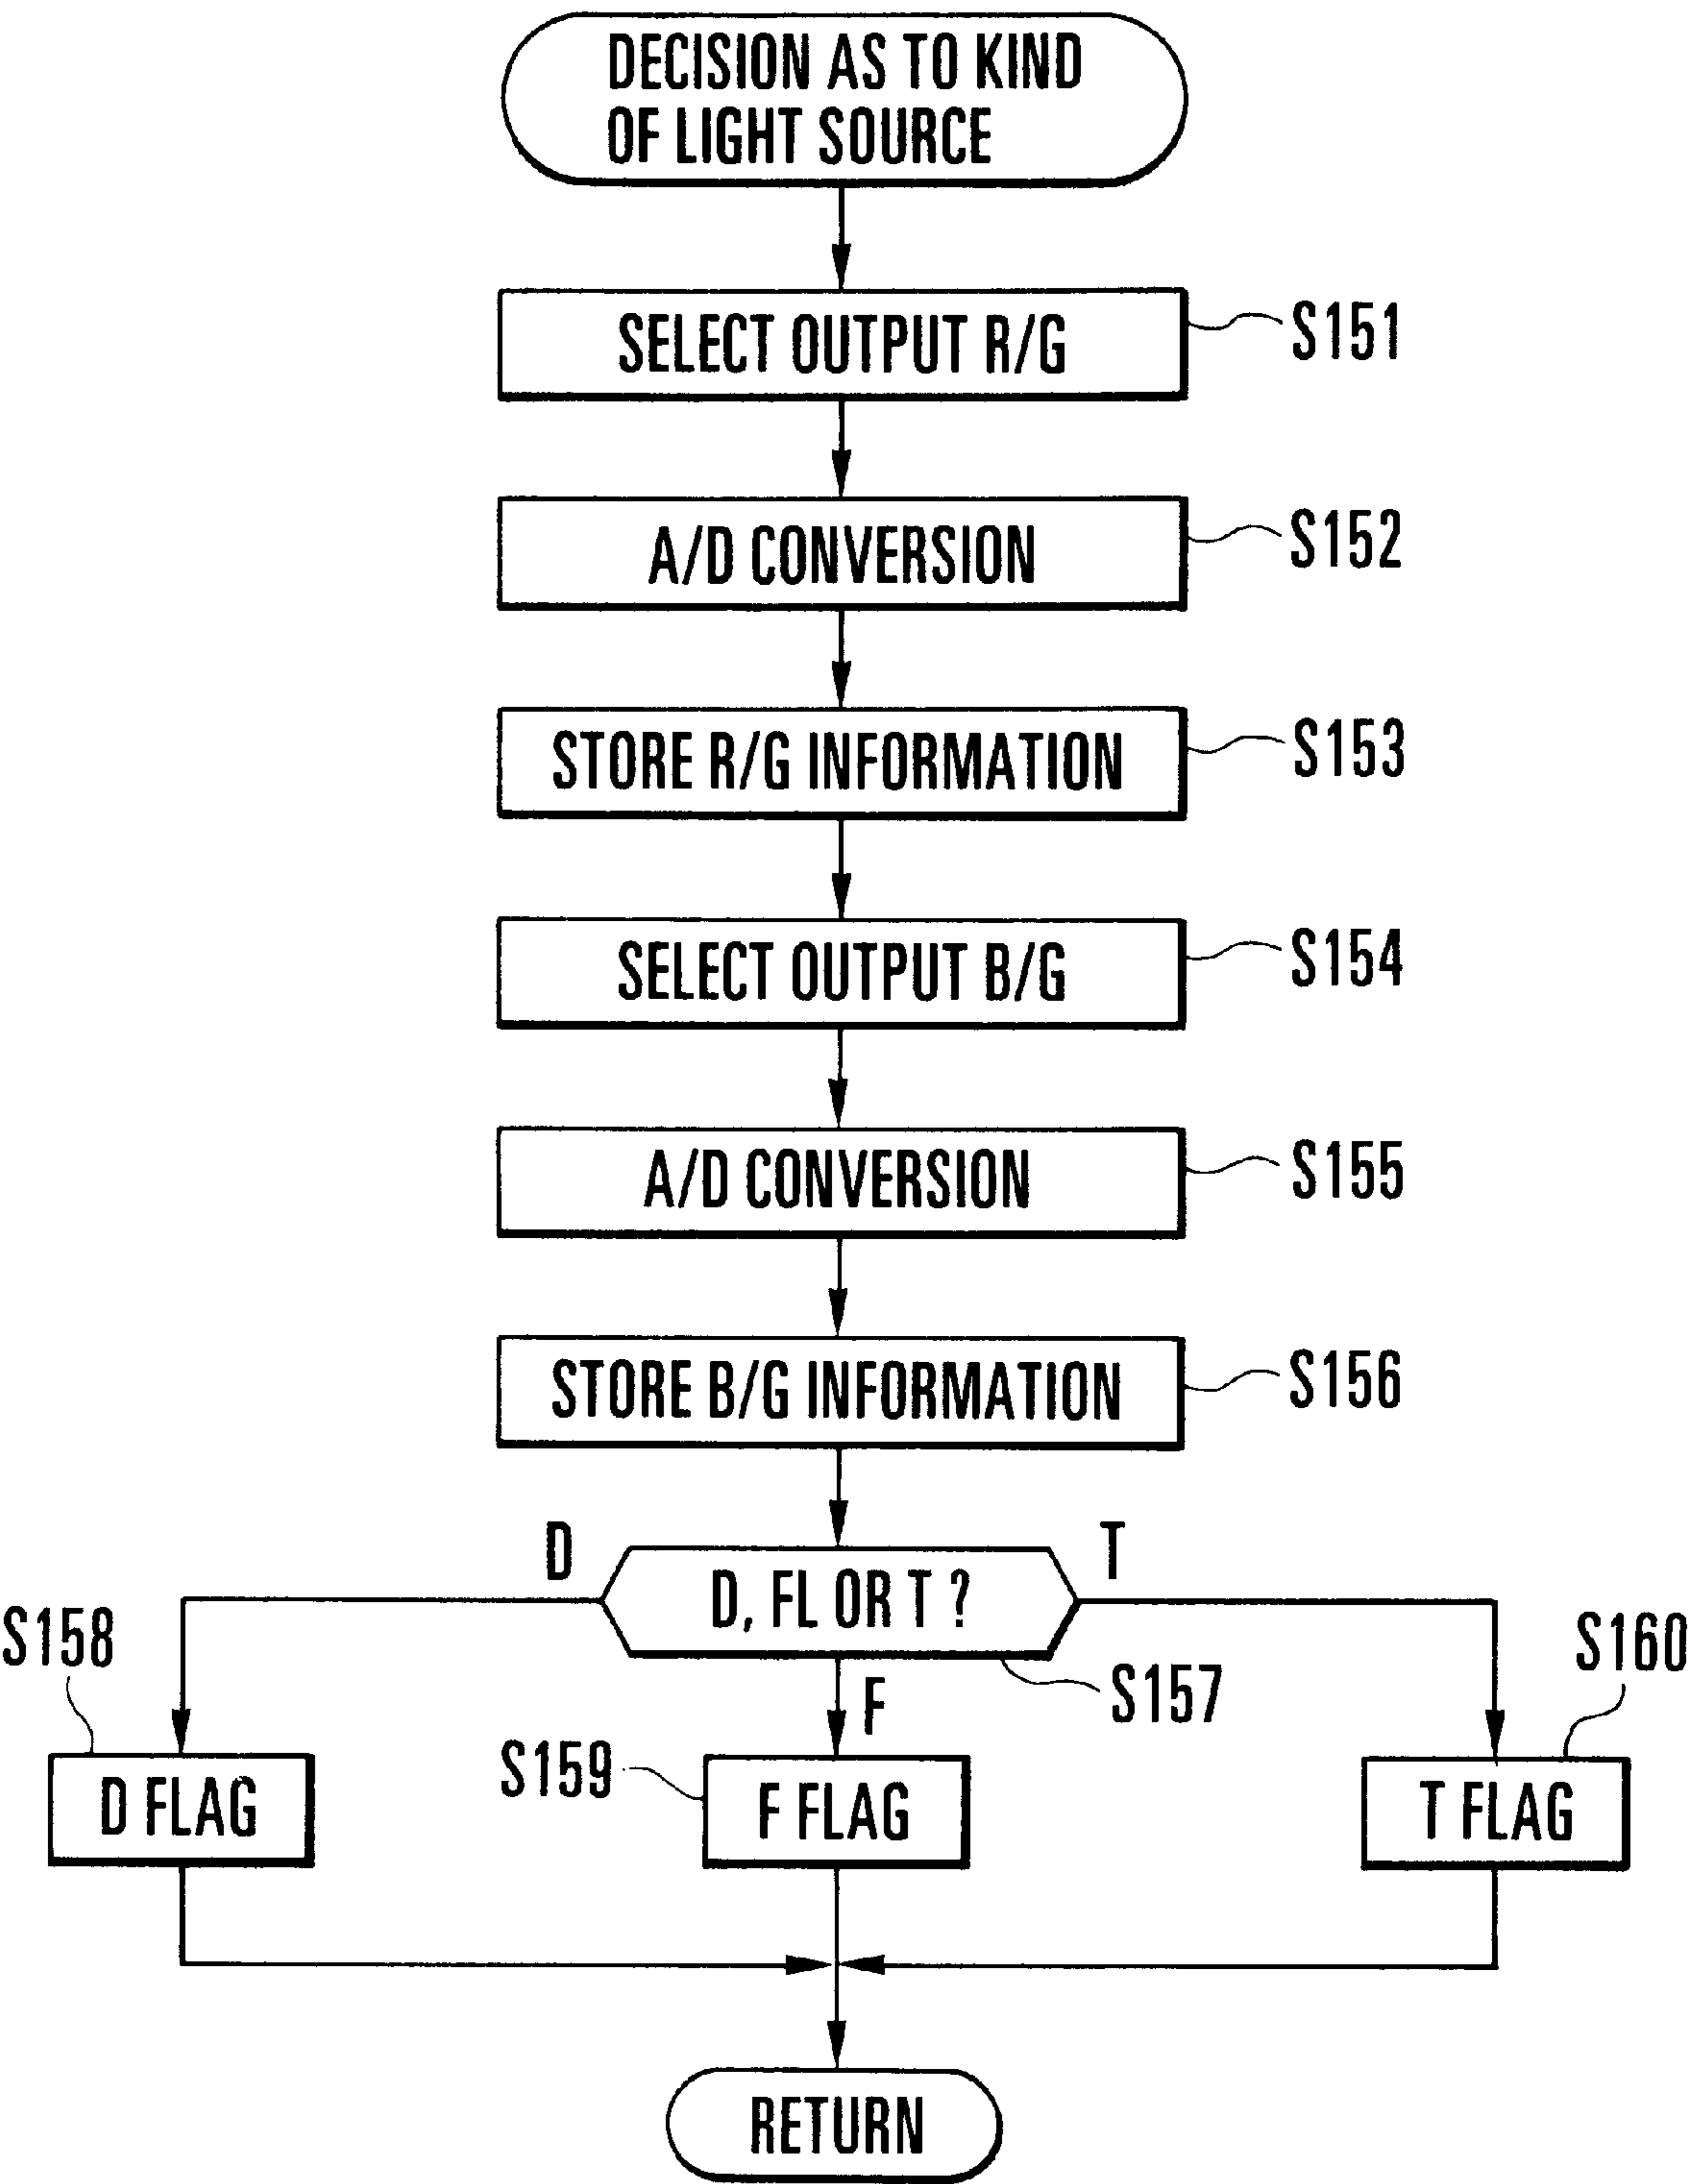 DECISION AS TO KIND
OF LIGHT SOURCE
SELECT OUTPUT R/G
S151
A/D CONVERSION
S152
STORE R/G INFORMATION
S153
SELECT OUTPUT B/G
S154
A/D CONVERSION
S155
STORE B/G INFORMATION
S156
D
D, FL OR T ?
T
S157
F
S158
D FLAG
S159
F FLAG
S160
T FLAG
RETURN